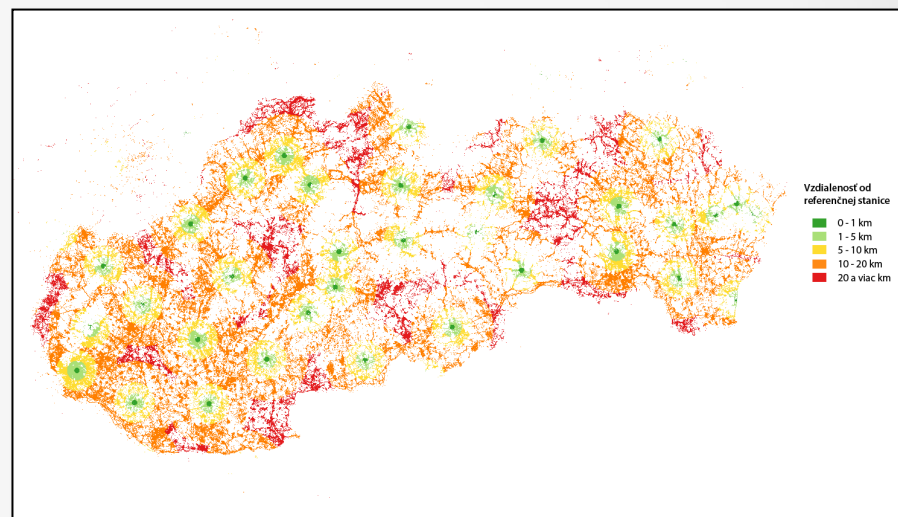 Vzdialenosť od
referenčnej stanice
0 - 1 km
1 - 5 km
5 - 10 km
10 - 20 km
20 a viac km